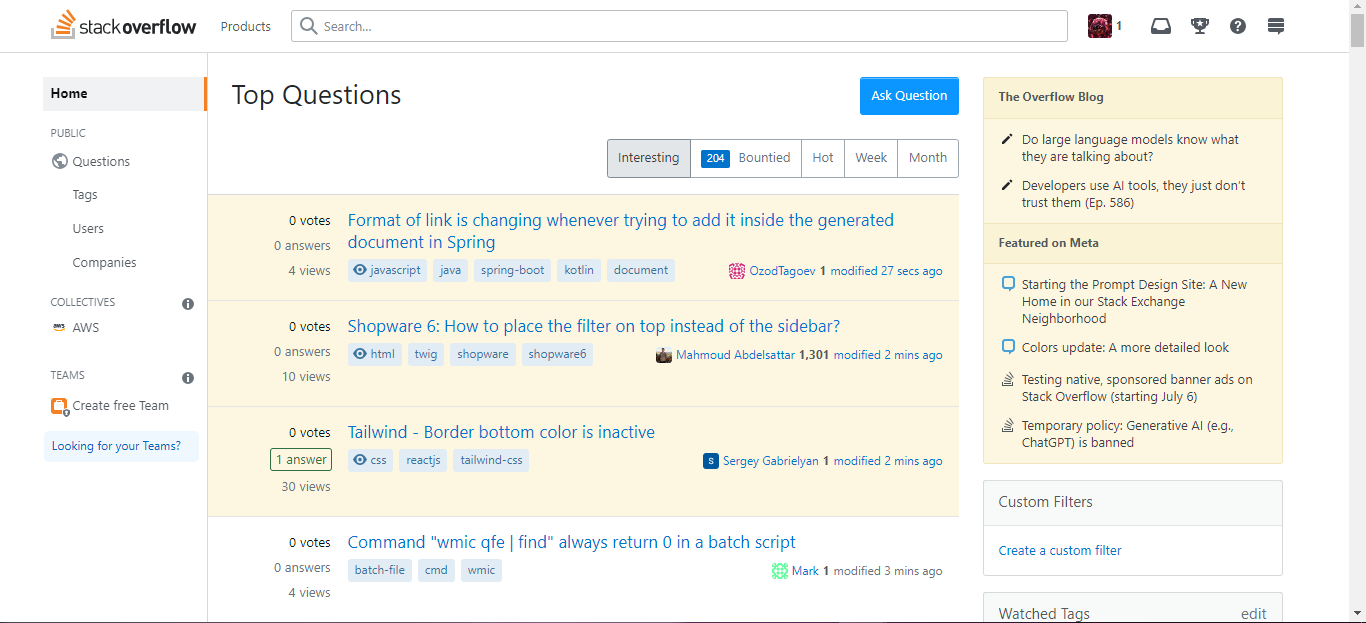 stackoverflow
Products
Search...
1
Home
PUBLIC
Questions
Tags
Users
Companies
COLLECTIVES
aws AWS
TEAMS
Create free Team
Looking for your Teams?
Top Questions
Ask Question
Interesting
204 Bountied
Hot
Week
Month
0 votes
0 answers
4 views
Format of link is changing whenever trying to add it inside the generated
document in Spring
javascript java spring-boot kotlin document
OzodTagoev 1 modified 27 secs ago
0 votes
0 answers
10 views
Shopware 6: How to place the filter on top instead of the sidebar?
html twig shopware shopware6
Mahmoud Abdelsattar 1,301 modified 2 mins ago
0 votes
1 answer
30 views
Tailwind - Border bottom color is inactive
css reactjs tailwind-css
S Sergey Gabrielyan 1 modified 2 mins ago
0 votes
0 answers
4 views
Command "wmic qfe | find" always return 0 in a batch script
batch-file cmd wmic
Mark 1 modified 3 mins ago
The Overflow Blog
Do large language models know what
they are talking about?
Developers use AI tools, they just don't
trust them (Ep. 586)
Featured on Meta
Starting the Prompt Design Site: A New
Home in our Stack Exchange
Neighborhood
Colors update: A more detailed look
Testing native, sponsored banner ads on
Stack Overflow (starting July 6)
Temporary policy: Generative AI (e.g.,
ChatGPT) is banned
Custom Filters
Create a custom filter
Watched Tags
edit